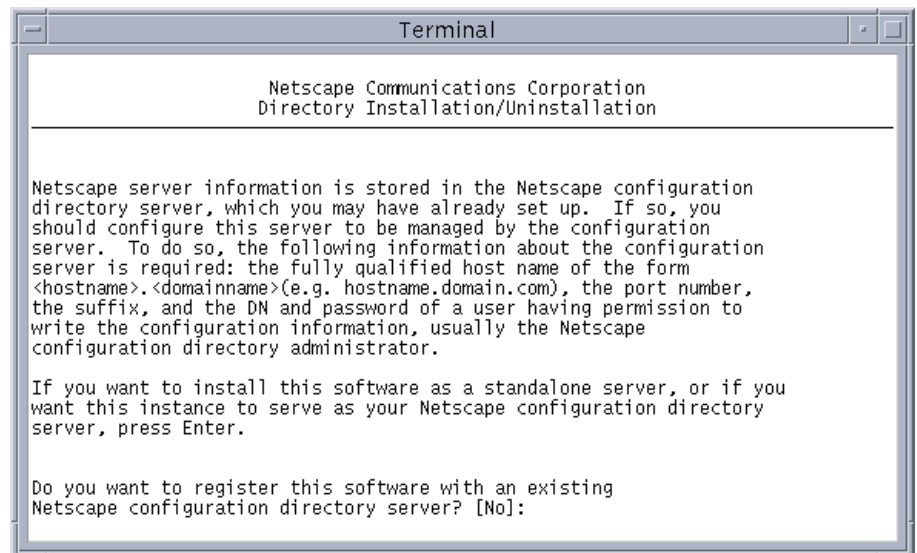 Terminal
Netscape Communications Corporation
Directory Installation/Uninstallation
Netscape server information is stored in the Netscape configuration
directory server, which you may have already set up.  If so, you
should configure this server to be managed by the configuration
server.  To do so, the following information about the configuration
server is required: the fully qualified host name of the form
<hostname>.<domainname>(e.g. hostname.domain.com), the port number,
the suffix, and the DN and password of a user having permission to
write the configuration information, usually the Netscape
configuration directory administrator.
If you want to install this software as a standalone server, or if you
want this instance to serve as your Netscape configuration directory
server, press Enter.
Do you want to register this software with an existing
Netscape configuration directory server? [No]: